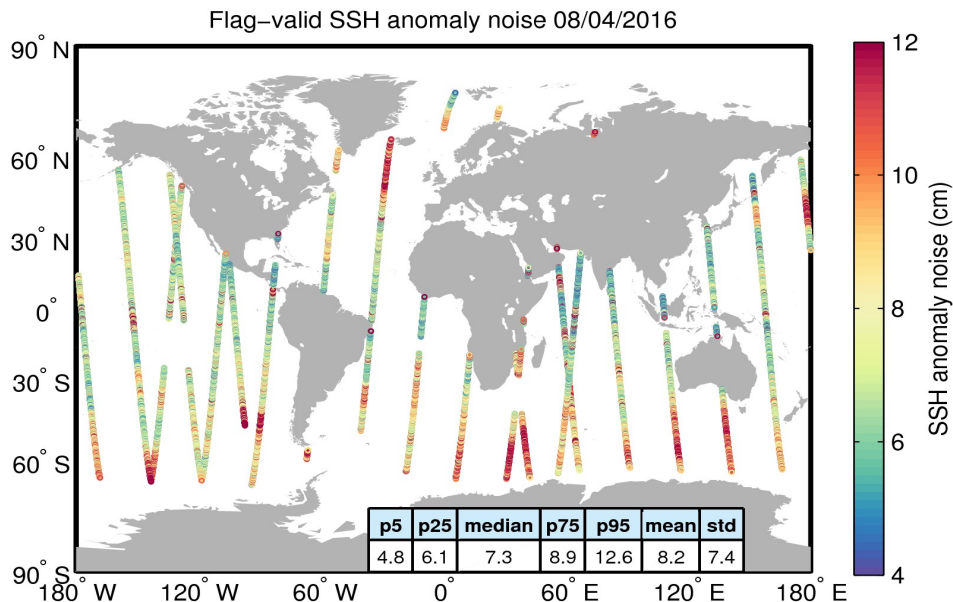 Flag−valid SSH anomaly noise 08/04/2016
90° N
60° N
30° N
0°
30° S
60° S
90° S
180° W
120° W
60° W
0°
60° E
120° E
180° E
p5 p25 median p75 p95 mean std
4.8 6.1 7.3 8.9 12.6 8.2 7.4
12
10
8
6
4
SSH anomaly noise (cm)